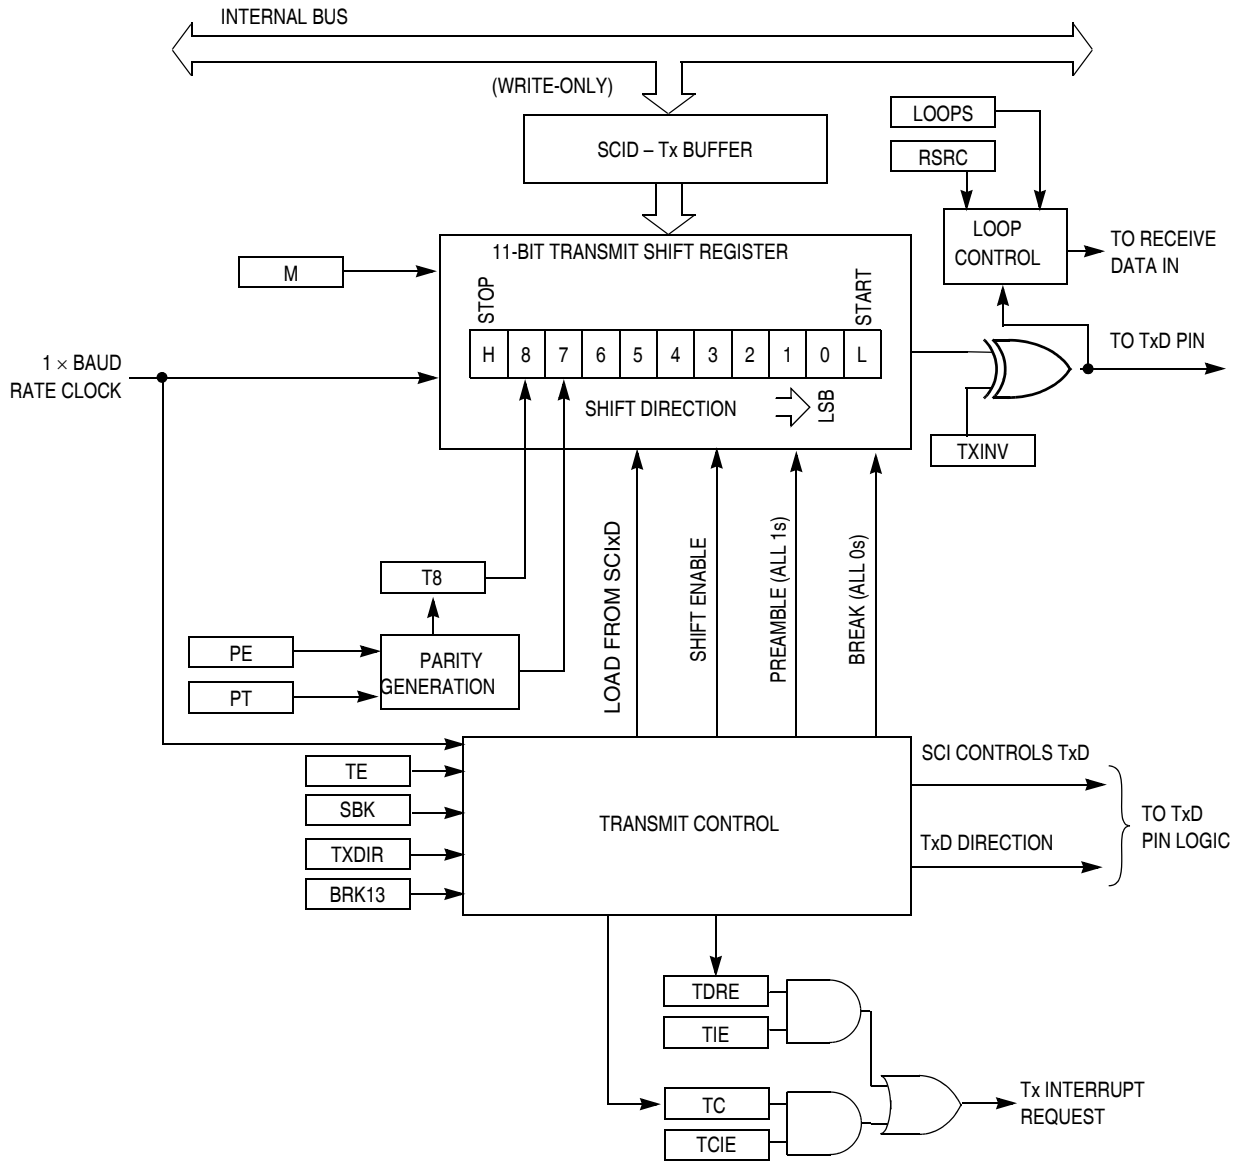 INTERNAL BUS
(WRITE-ONLY)
SCID – Tx BUFFER
LOOPS
RSRC
LOOP
CONTROL
TO RECEIVE
DATA IN
11-BIT TRANSMIT SHIFT REGISTER
M
STOP
START
H 8 7 6 5 4 3 2 1 0 L
1 × BAUD
RATE CLOCK
SHIFT DIRECTION
LSB
TO TxD PIN
TXINV
T8
PE
PT
PARITY
GENERATION
LOAD FROM SCIxD
SHIFT ENABLE
PREAMBLE (ALL 1s)
BREAK (ALL 0s)
TE
SBK
TXDIR
BRK13
TRANSMIT CONTROL
SCI CONTROLS TxD
TxD DIRECTION
TO TxD
PIN LOGIC
TDRE
TIE
TC
TCIE
Tx INTERRUPT
REQUEST